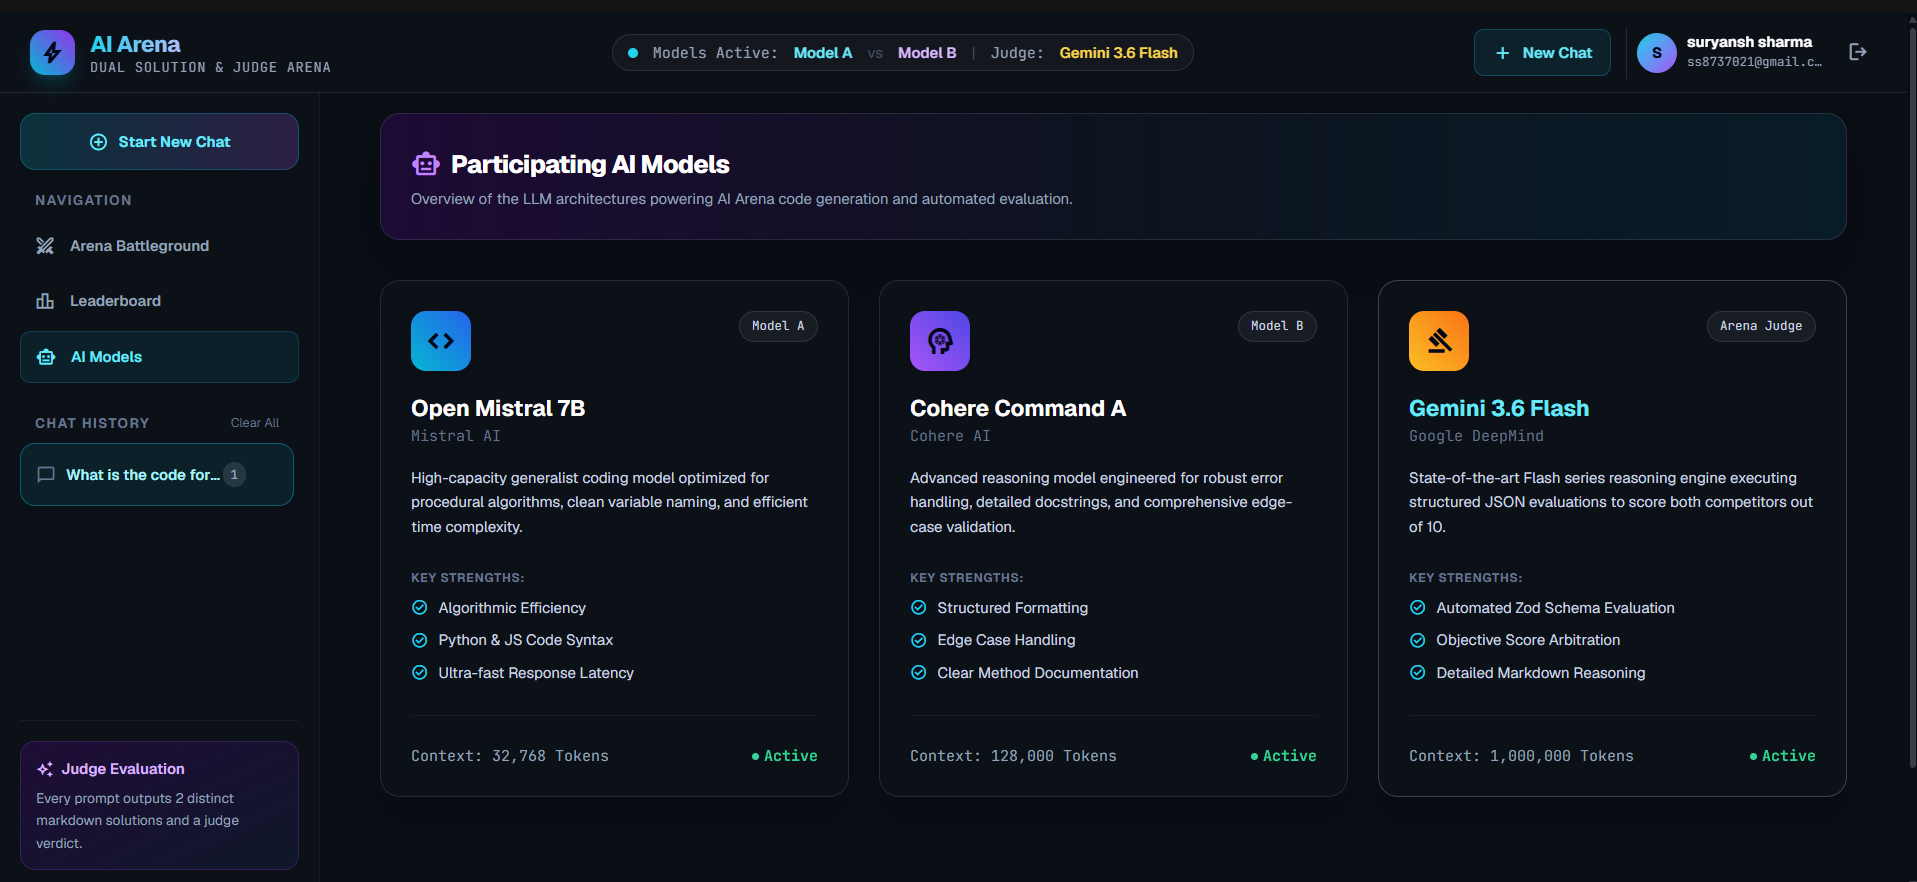 AI Arena
DUAL SOLUTION & JUDGE ARENA
Models Active: Model A vs Model B | Judge: Gemini 3.6 Flash
+ New Chat
S
suryansh sharma
ss8737021@gmail.c…
Start New Chat
NAVIGATION
Arena Battleground
Leaderboard
AI Models
CHAT HISTORY
Clear All
What is the code for... 1
Judge Evaluation
Every prompt outputs 2 distinct
markdown solutions and a judge
verdict.
Participating AI Models
Overview of the LLM architectures powering AI Arena code generation and automated evaluation.
Model A
Open Mistral 7B
Mistral AI
High-capacity generalist coding model optimized for
procedural algorithms, clean variable naming, and efficient
time complexity.
KEY STRENGTHS:
Algorithmic Efficiency
Python & JS Code Syntax
Ultra-fast Response Latency
Context: 32,768 Tokens
Active
Model B
Cohere Command A
Cohere AI
Advanced reasoning model engineered for robust error
handling, detailed docstrings, and comprehensive edge-
case validation.
KEY STRENGTHS:
Structured Formatting
Edge Case Handling
Clear Method Documentation
Context: 128,000 Tokens
Active
Arena Judge
Gemini 3.6 Flash
Google DeepMind
State-of-the-art Flash series reasoning engine executing
structured JSON evaluations to score both competitors out
of 10.
KEY STRENGTHS:
Automated Zod Schema Evaluation
Objective Score Arbitration
Detailed Markdown Reasoning
Context: 1,000,000 Tokens
Active